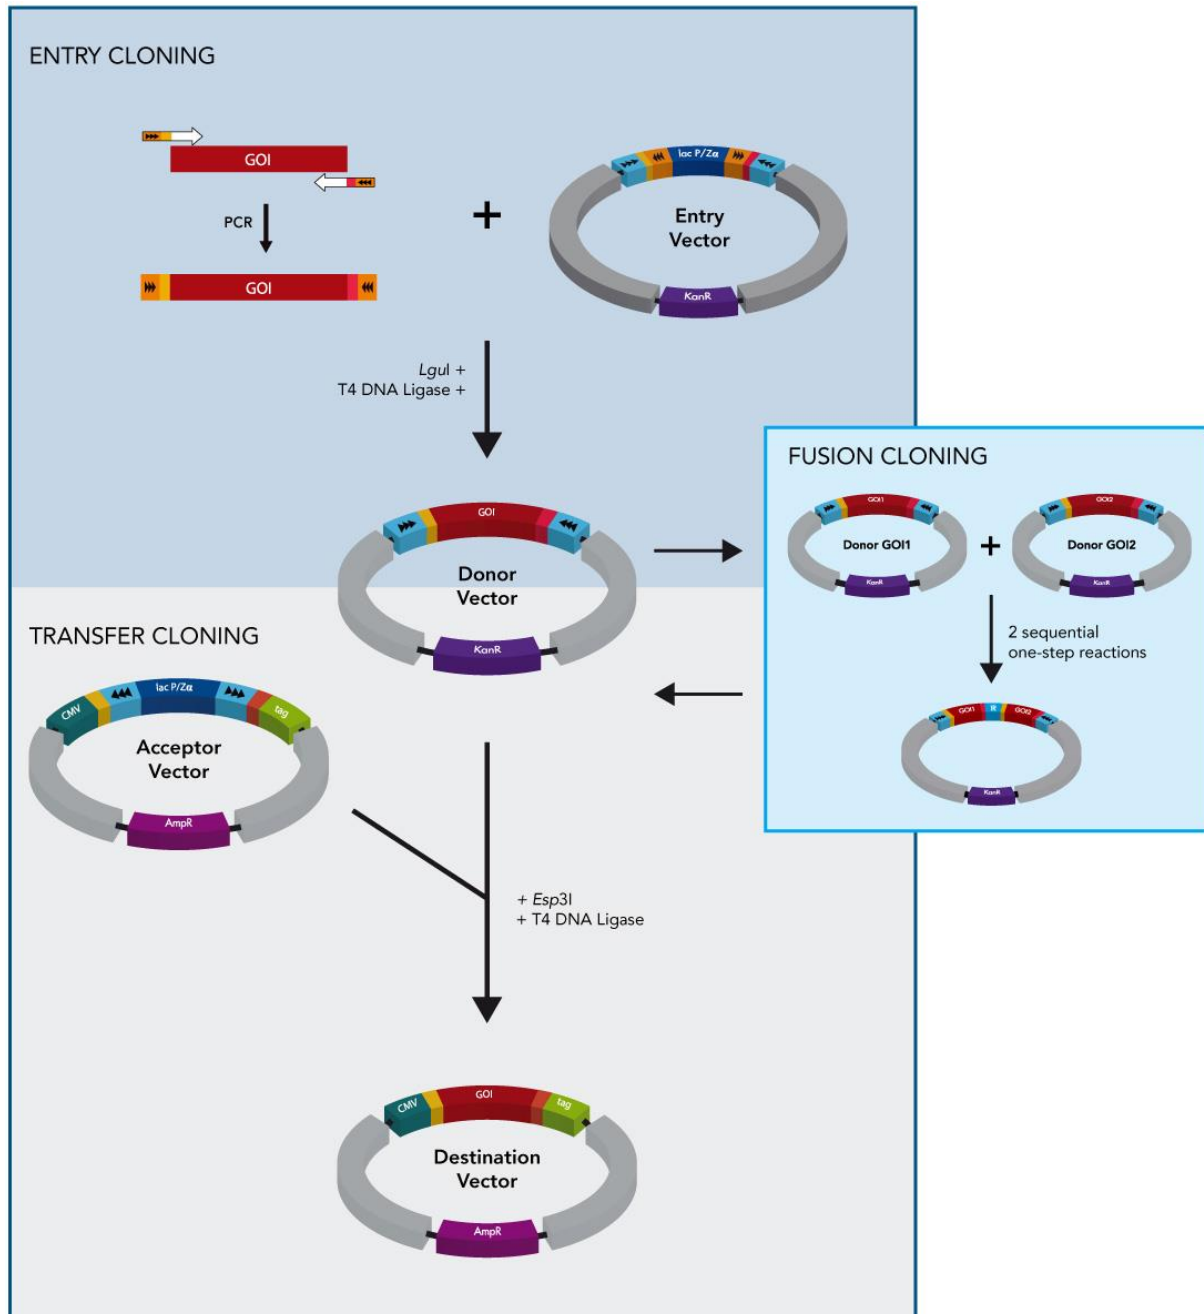 ENTRY CLONING
GOI
PCR
GOI
+
lac P/Zα
Entry
Vector
KanR
LguI +
T4 DNA Ligase +
GOI
Donor
Vector
KanR
FUSION CLONING
GOI1
Donor GOI1
KanR
+
GOI2
Donor GOI2
KanR
2 sequential
one-step reactions
GOI1
IR
GOI2
KanR
TRANSFER CLONING
CMV
lac P/Zα
tag
Acceptor
Vector
AmpR
+ Esp3I
+ T4 DNA Ligase
CMV
GOI
tag
Destination
Vector
AmpR